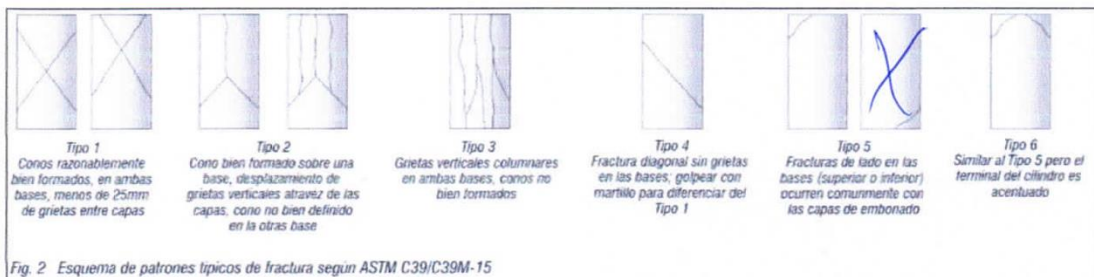 Tipo 1
Conos razonablemente
bien formados, en ambas
bases, menos de 25mm
de grietas entre capas
Tipo 2
Cono bien formado sobre una
base, desplazamiento de
grietas verticales atravéz de las
capas, cono no bien definido
en la otras base
Tipo 3
Grietas verticales columnares
en ambas bases, conos no
bien formados
Tipo 4
Fractura diagonal sin grietas
en las bases; golpear con
martillo para diferenciar del
Tipo 1
Tipo 5
Fracturas de lado en las
bases (superior o inferior)
ocurren comunmente con
las capas de embonado
Tipo 6
Similar al Tipo 5 pero el
terminal del cilindro es
acentuado
Fig. 2 Esquema de patrones típicos de fractura según ASTM C39/C39M-15